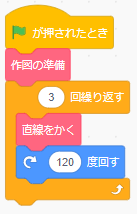 が押されたとき
作図の準備
3 回繰り返す
直線をかく
120 度回す